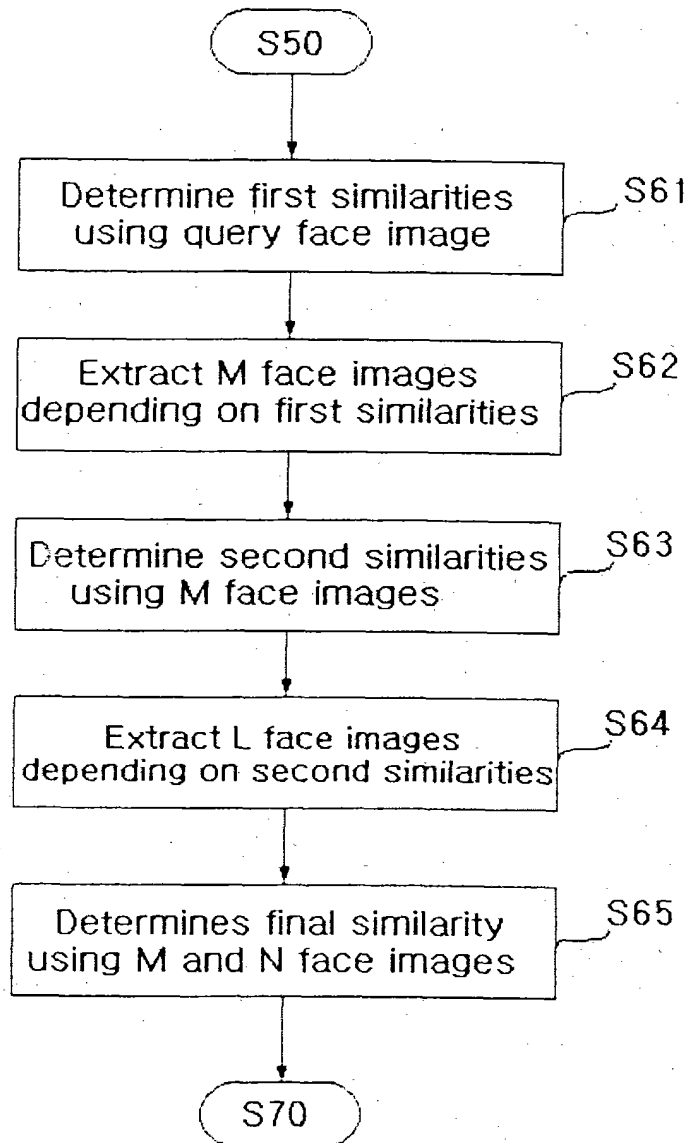 S50
Determine first similarities
using query face image
S61
Extract M face images
depending on first similarities
S62
Determine second similarities
using M face images
S63
Extract L face images
depending on second similarities
S64
Determines final similarity
using M and N face images
S65
S70